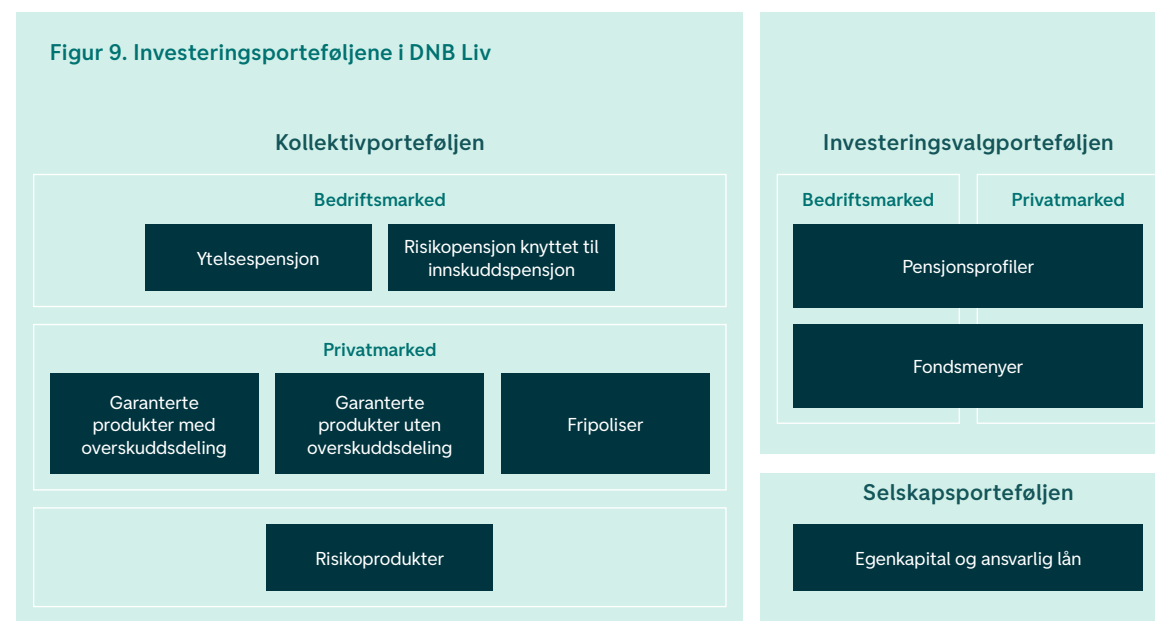 Figur 9. Investeringsporteføljene i DNB Liv
Kollektivporteføljen
Bedriftsmarked
Ytelsespensjon
Risikopensjon knyttet til
innskuddspensjon
Privatmarked
Garanterte
produkter med
overskuddsdeling
Garanterte
produkter uten
overskuddsdeling
Fripoliser
Risikoprodukter
Investeringsvalgporteføljen
Bedriftsmarked
Privatmarked
Pensjonsprofiler
Fondsmenyer
Selskapsporteføljen
Egenkapital og ansvarlig lån